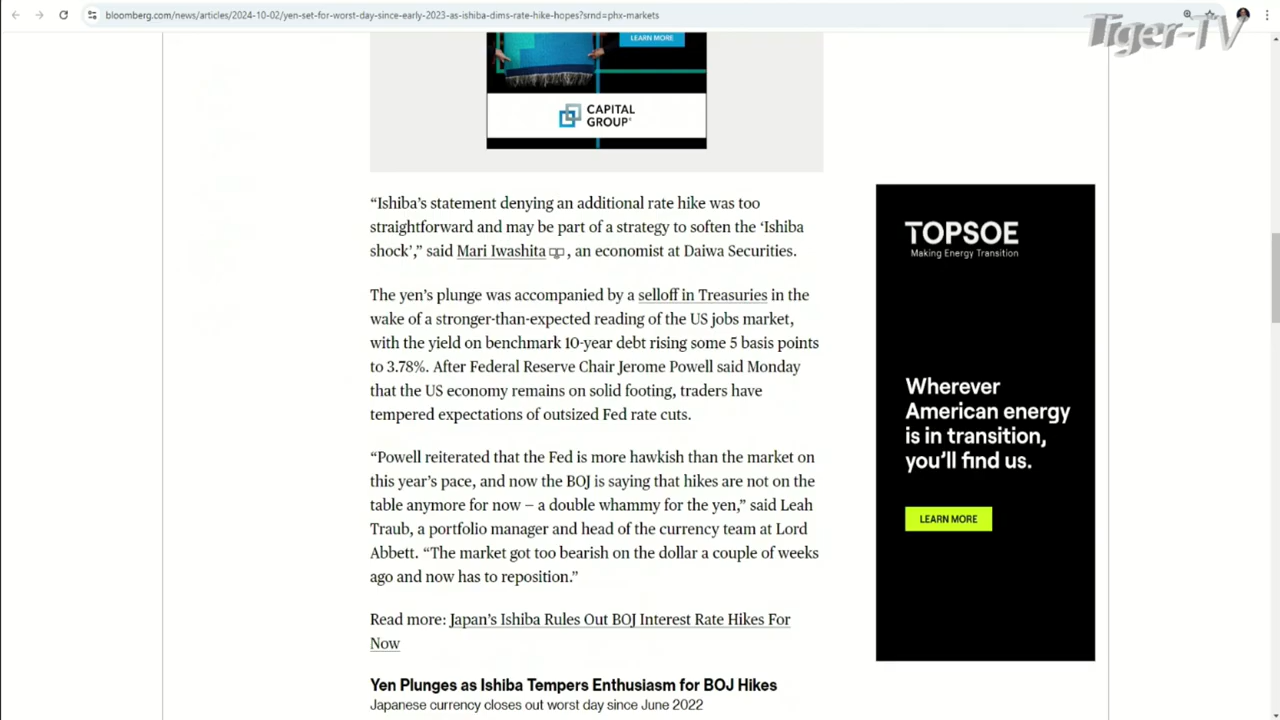 bloomberg.com/news/articles/2024-10-02/yen-set-for-worst-day-since-early-2023-as-ishiba-dims-rate-hike-hopes?srnd=phx-markets
Tiger-TV
LEARN MORE
CAPITAL
GROUP®
“Ishiba’s statement denying an additional rate hike was too
straightforward and may be part of a strategy to soften the ‘Ishiba
shock’,” said Mari Iwashita, an economist at Daiwa Securities.
The yen’s plunge was accompanied by a selloff in Treasuries in the
wake of a stronger-than-expected reading of the US jobs market,
with the yield on benchmark 10-year debt rising some 5 basis points
to 3.78%. After Federal Reserve Chair Jerome Powell said Monday
that the US economy remains on solid footing, traders have
tempered expectations of outsized Fed rate cuts.
“Powell reiterated that the Fed is more hawkish than the market on
this year’s pace, and now the BOJ is saying that hikes are not on the
table anymore for now — a double whammy for the yen,” said Leah
Traub, a portfolio manager and head of the currency team at Lord
Abbett. “The market got too bearish on the dollar a couple of weeks
ago and now has to reposition.”
Read more: Japan’s Ishiba Rules Out BOJ Interest Rate Hikes For
Now
Yen Plunges as Ishiba Tempers Enthusiasm for BOJ Hikes
Japanese currency closes out worst day since June 2022
TOPSOE
Making Energy Transition
Wherever
American energy
is in transition,
you’ll find us.
LEARN MORE